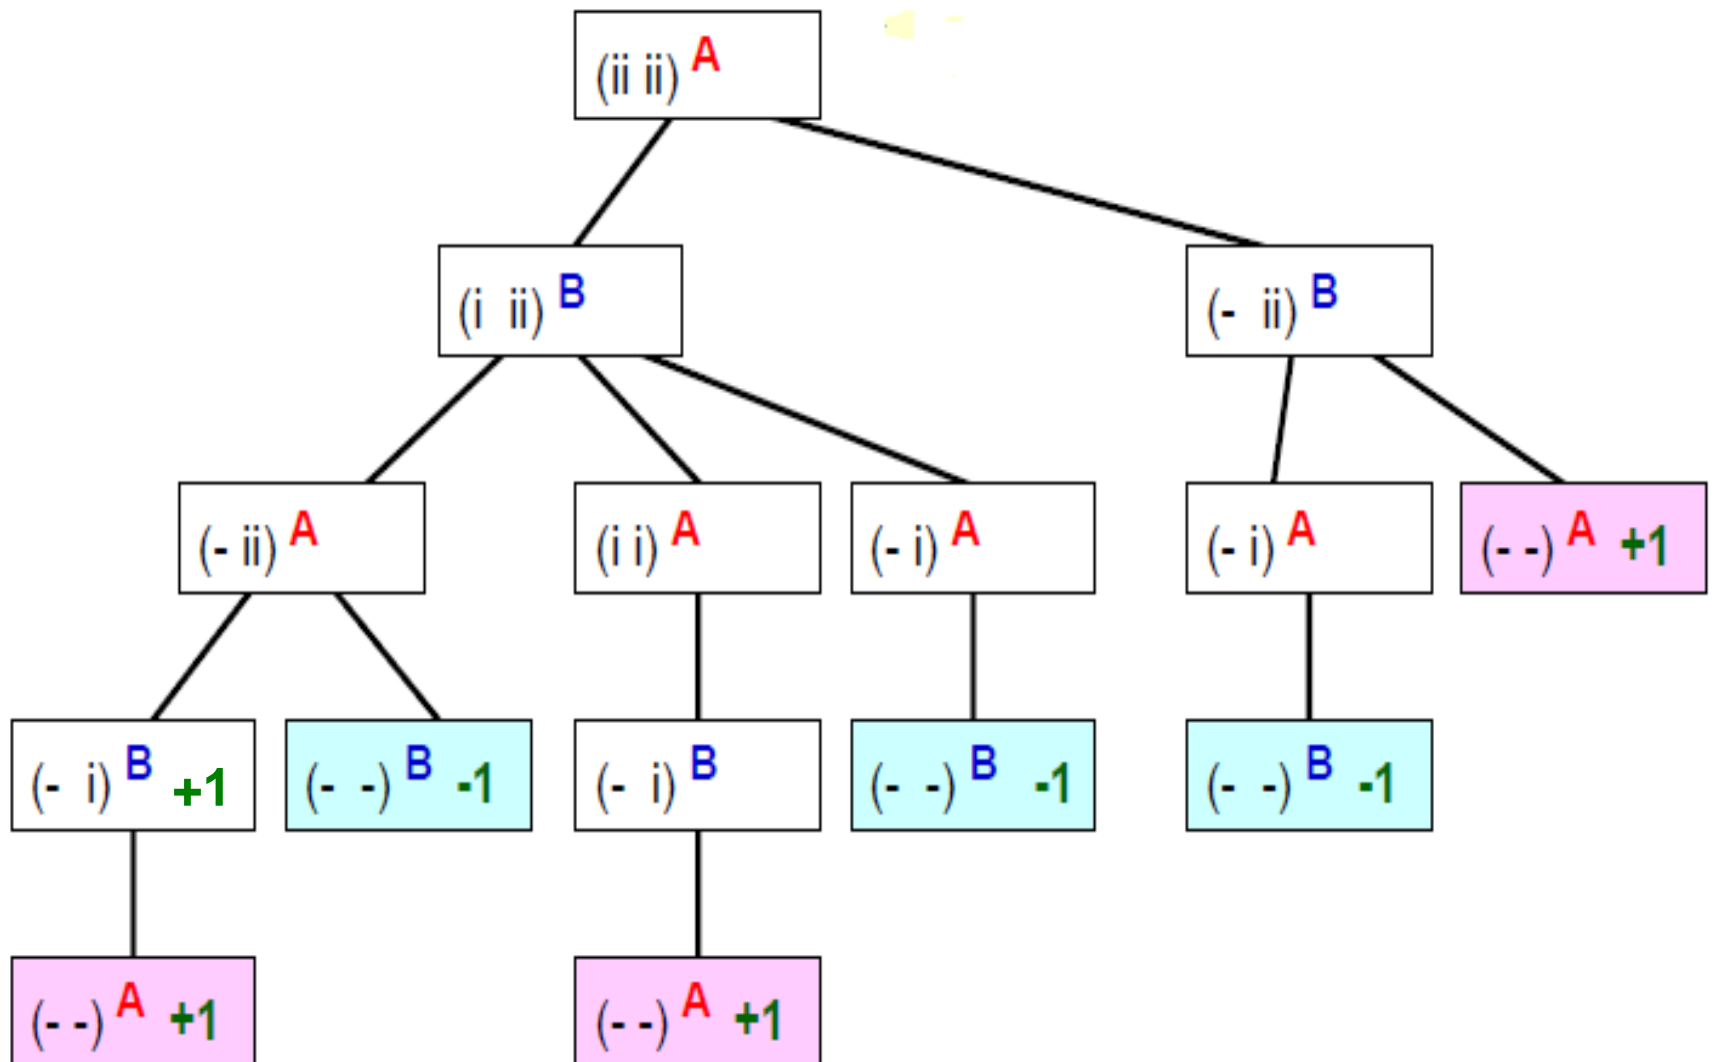 (ii ii) A
(i ii) B
(- ii) B
(- ii) A
(i i) A
(- i) A
(- i) A
(- -) A +1
(- i) B +1
(- -) B -1
(- i) B
(- -) B -1
(- -) B -1
(- -) A +1
(- -) A +1